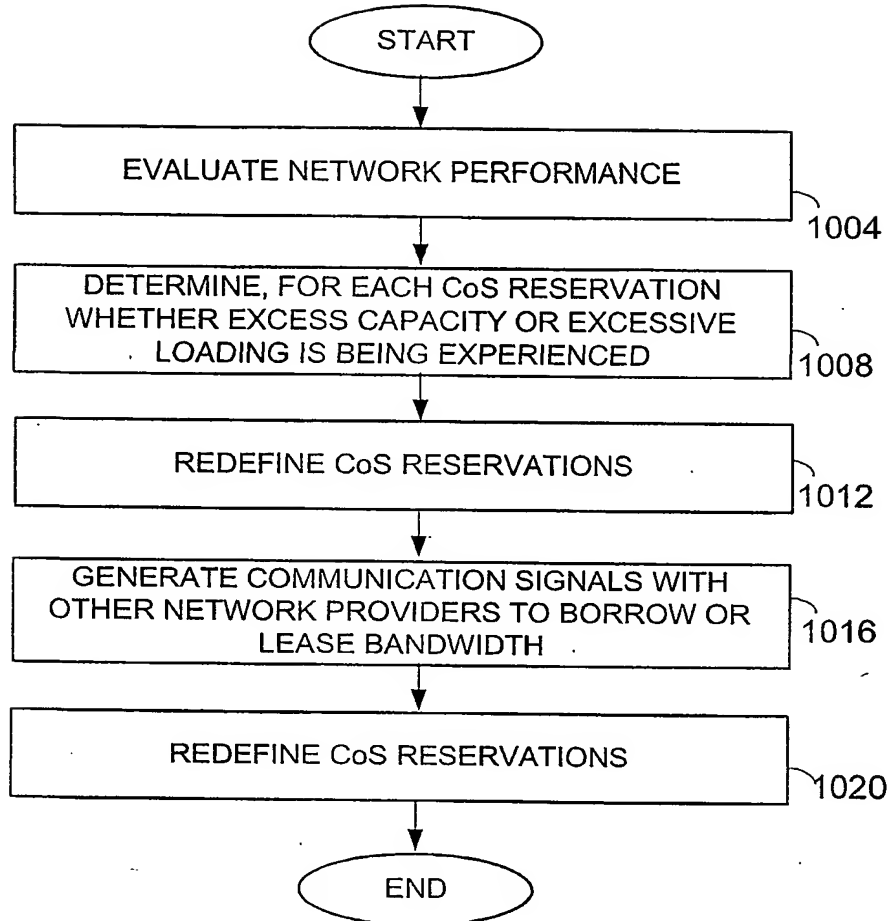 START
EVALUATE NETWORK PERFORMANCE
1004
DETERMINE, FOR EACH CoS RESERVATION
WHETHER EXCESS CAPACITY OR EXCESSIVE
LOADING IS BEING EXPERIENCED
1008
REDEFINE CoS RESERVATIONS
1012
GENERATE COMMUNICATION SIGNALS WITH
OTHER NETWORK PROVIDERS TO BORROW OR
LEASE BANDWIDTH
1016
REDEFINE CoS RESERVATIONS
1020
END